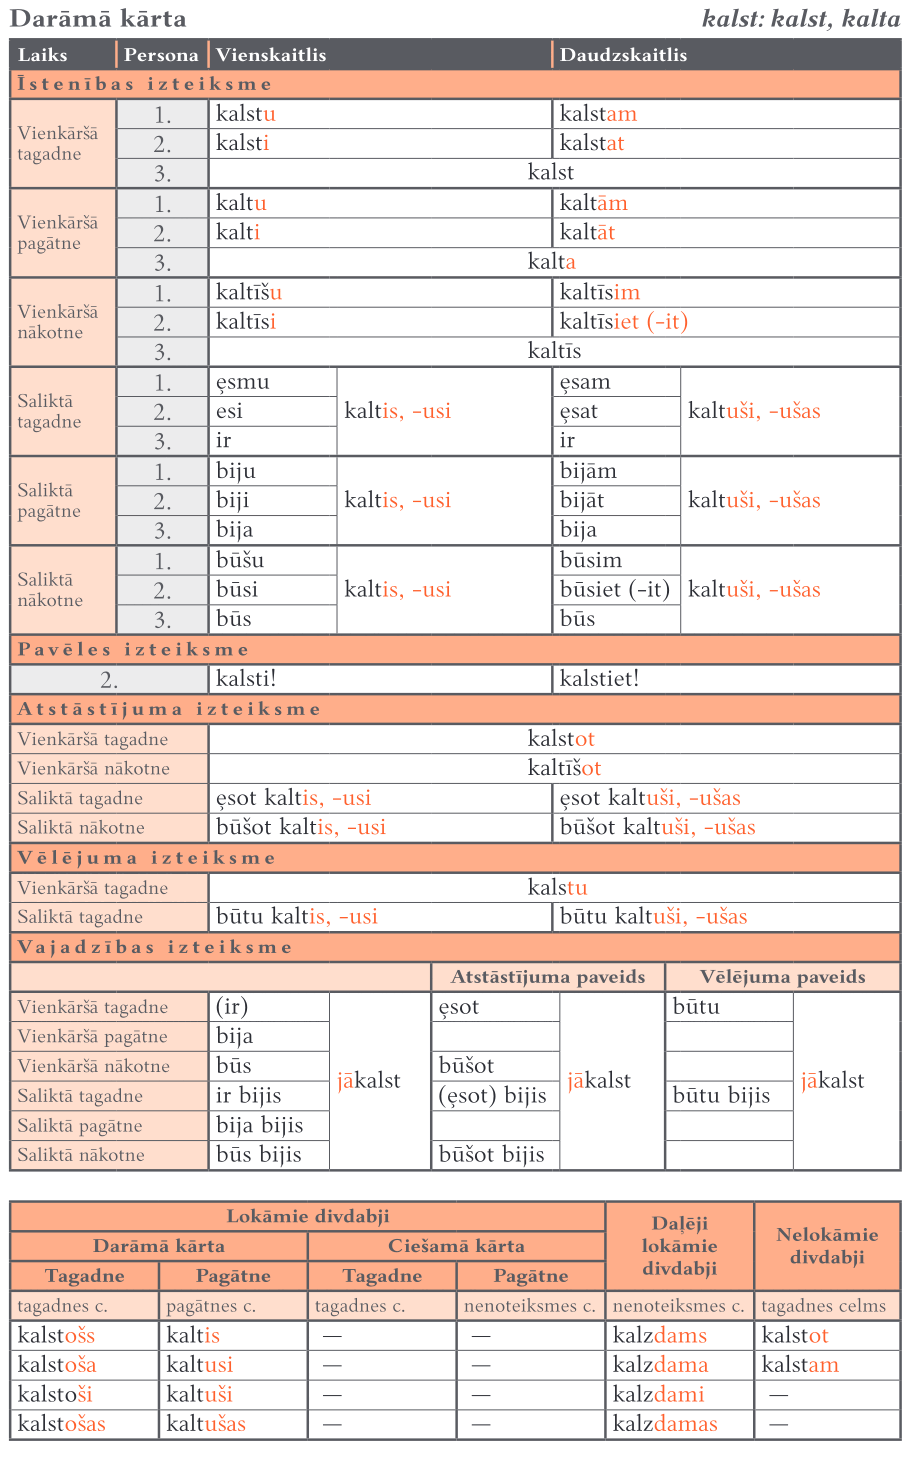 Darāmā kārta kalst: kalst, kalta
Laiks Persona Vienskaitlis Daudzskaitlis
Īstenības izteiksme
Vienkāršā tagadne
1. kalstu kalstam
2. kalsti kalstat
3. kalst
Vienkāršā pagātne
1. kaltu kaltām
2. kalti kaltāt
3. kalta
Vienkāršā nākotne
1. kaltīšu kaltīsim
2. kaltīsi kaltīsiet (-it)
3. kaltīs
Saliktā tagadne
1. ȩsmu ȩsam
2. esi kaltis, -usi ȩsat kaltuši, -ušas
3. ir ir
Saliktā pagātne
1. biju bijām
2. biji kaltis, -usi bijāt kaltuši, -ušas
3. bija bija
Saliktā nākotne
1. būšu būsim
2. būsi kaltis, -usi būsiet (-it) kaltuši, -ušas
3. būs būs
Pavēles izteiksme
2. kalsti! kalstiet!
Atstāstījuma izteiksme
Vienkāršā tagadne kalstot
Vienkāršā nākotne kaltīšot
Saliktā tagadne ȩsot kaltis, -usi ȩsot kaltuši, -ušas
Saliktā nākotne būšot kaltis, -usi būšot kaltuši, -ušas
Vēlējuma izteiksme
Vienkāršā tagadne kalstu
Saliktā tagadne būtu kaltis, -usi būtu kaltuši, -ušas
Vajadzības izteiksme
Atstāstījuma paveids Vēlējuma paveids
Vienkāršā tagadne (ir) ȩsot būtu
Vienkāršā pagātne bija
Vienkāršā nākotne būs būšot
jākalst jākalst jākalst
Saliktā tagadne ir bijis (ȩsot) bijis būtu bijis
Saliktā pagātne bija bijis
Saliktā nākotne būs bijis būšot bijis
Lokāmie divdabji Daļēji lokāmie divdabji Nelokāmie divdabji
Darāmā kārta Ciešamā kārta
Tagadne Pagātne Tagadne Pagātne
tagadnes c. pagātnes c. tagadnes c. nenoteiksmes c. nenoteiksmes c. tagadnes celms
kalstošs kaltis — — kalzdams kalstot
kalstoša kaltusi — — kalzdama kalstam
kalstoši kaltuši — — kalzdami —
kalstošas kaltušas — — kalzdamas —